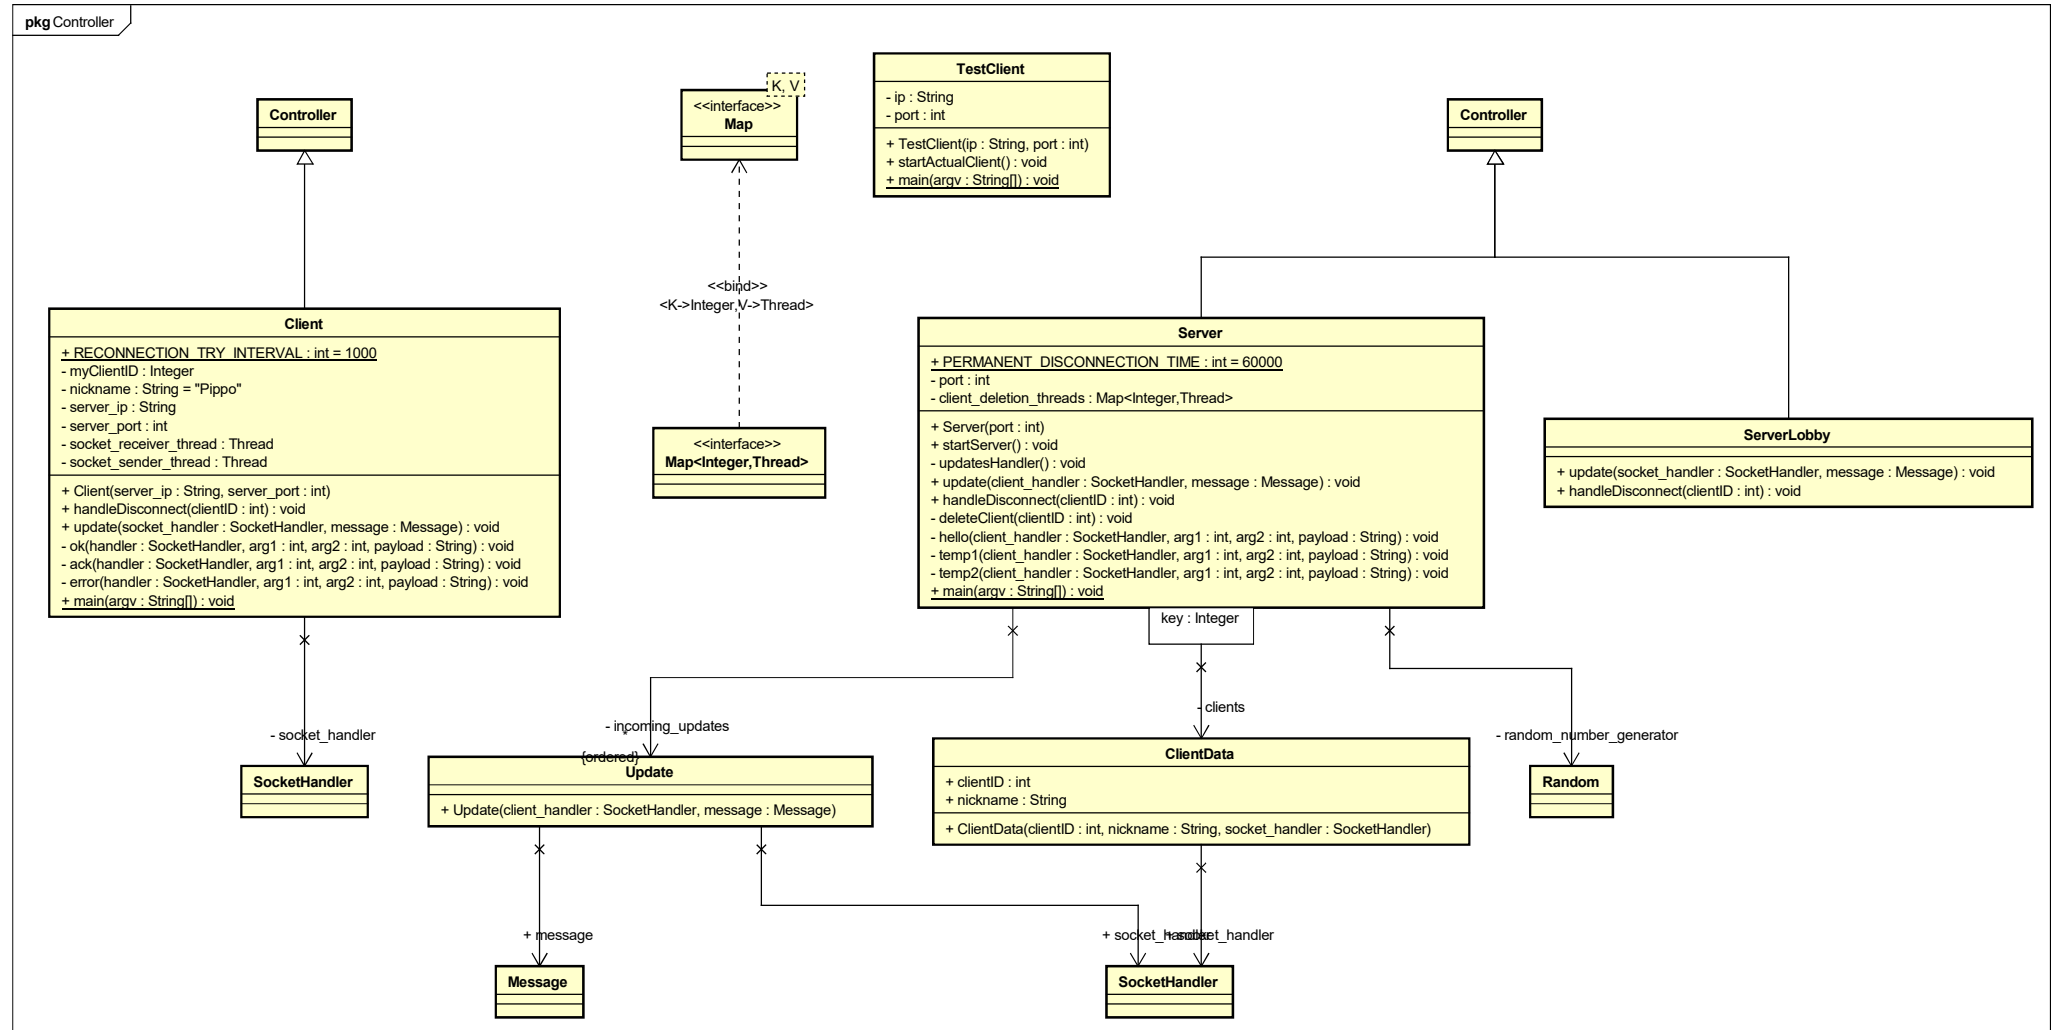 pkg Controller
Controller
K, V
<<interface>>
Map
TestClient
- ip : String
- port : int
+ TestClient(ip : String, port : int)
+ startActualClient() : void
+ main(argv : String[]) : void
Controller
<<bind>>
<K->Integer,V->Thread>
Client
+ RECONNECTION_TRY_INTERVAL : int = 1000
- myClientID : Integer
- nickname : String = "Pippo"
- server_ip : String
- server_port : int
- socket_receiver_thread : Thread
- socket_sender_thread : Thread
+ Client(server_ip : String, server_port : int)
+ handleDisconnect(clientID : int) : void
+ update(socket_handler : SocketHandler, message : Message) : void
- ok(handler : SocketHandler, arg1 : int, arg2 : int, payload : String) : void
- ack(handler : SocketHandler, arg1 : int, arg2 : int, payload : String) : void
- error(handler : SocketHandler, arg1 : int, arg2 : int, payload : String) : void
+ main(argv : String[]) : void
<<interface>>
Map<Integer,Thread>
Server
+ PERMANENT_DISCONNECTION_TIME : int = 60000
- port : int
- client_deletion_threads : Map<Integer,Thread>
+ Server(port : int)
+ startServer() : void
- updatesHandler() : void
+ update(client_handler : SocketHandler, message : Message) : void
+ handleDisconnect(clientID : int) : void
- deleteClient(clientID : int) : void
- hello(client_handler : SocketHandler, arg1 : int, arg2 : int, payload : String) : void
- temp1(client_handler : SocketHandler, arg1 : int, arg2 : int, payload : String) : void
- temp2(client_handler : SocketHandler, arg1 : int, arg2 : int, payload : String) : void
+ main(argv : String[]) : void
ServerLobby
+ update(socket_handler : SocketHandler, message : Message) : void
+ handleDisconnect(clientID : int) : void
key : Integer
- socket_handler
- incoming_updates
*
{ordered}
- clients
- random_number_generator
SocketHandler
Update
+ Update(client_handler : SocketHandler, message : Message)
ClientData
+ clientID : int
+ nickname : String
+ ClientData(clientID : int, nickname : String, socket_handler : SocketHandler)
Random
+ message
+ socket_handler
+ socket_handler
Message
SocketHandler